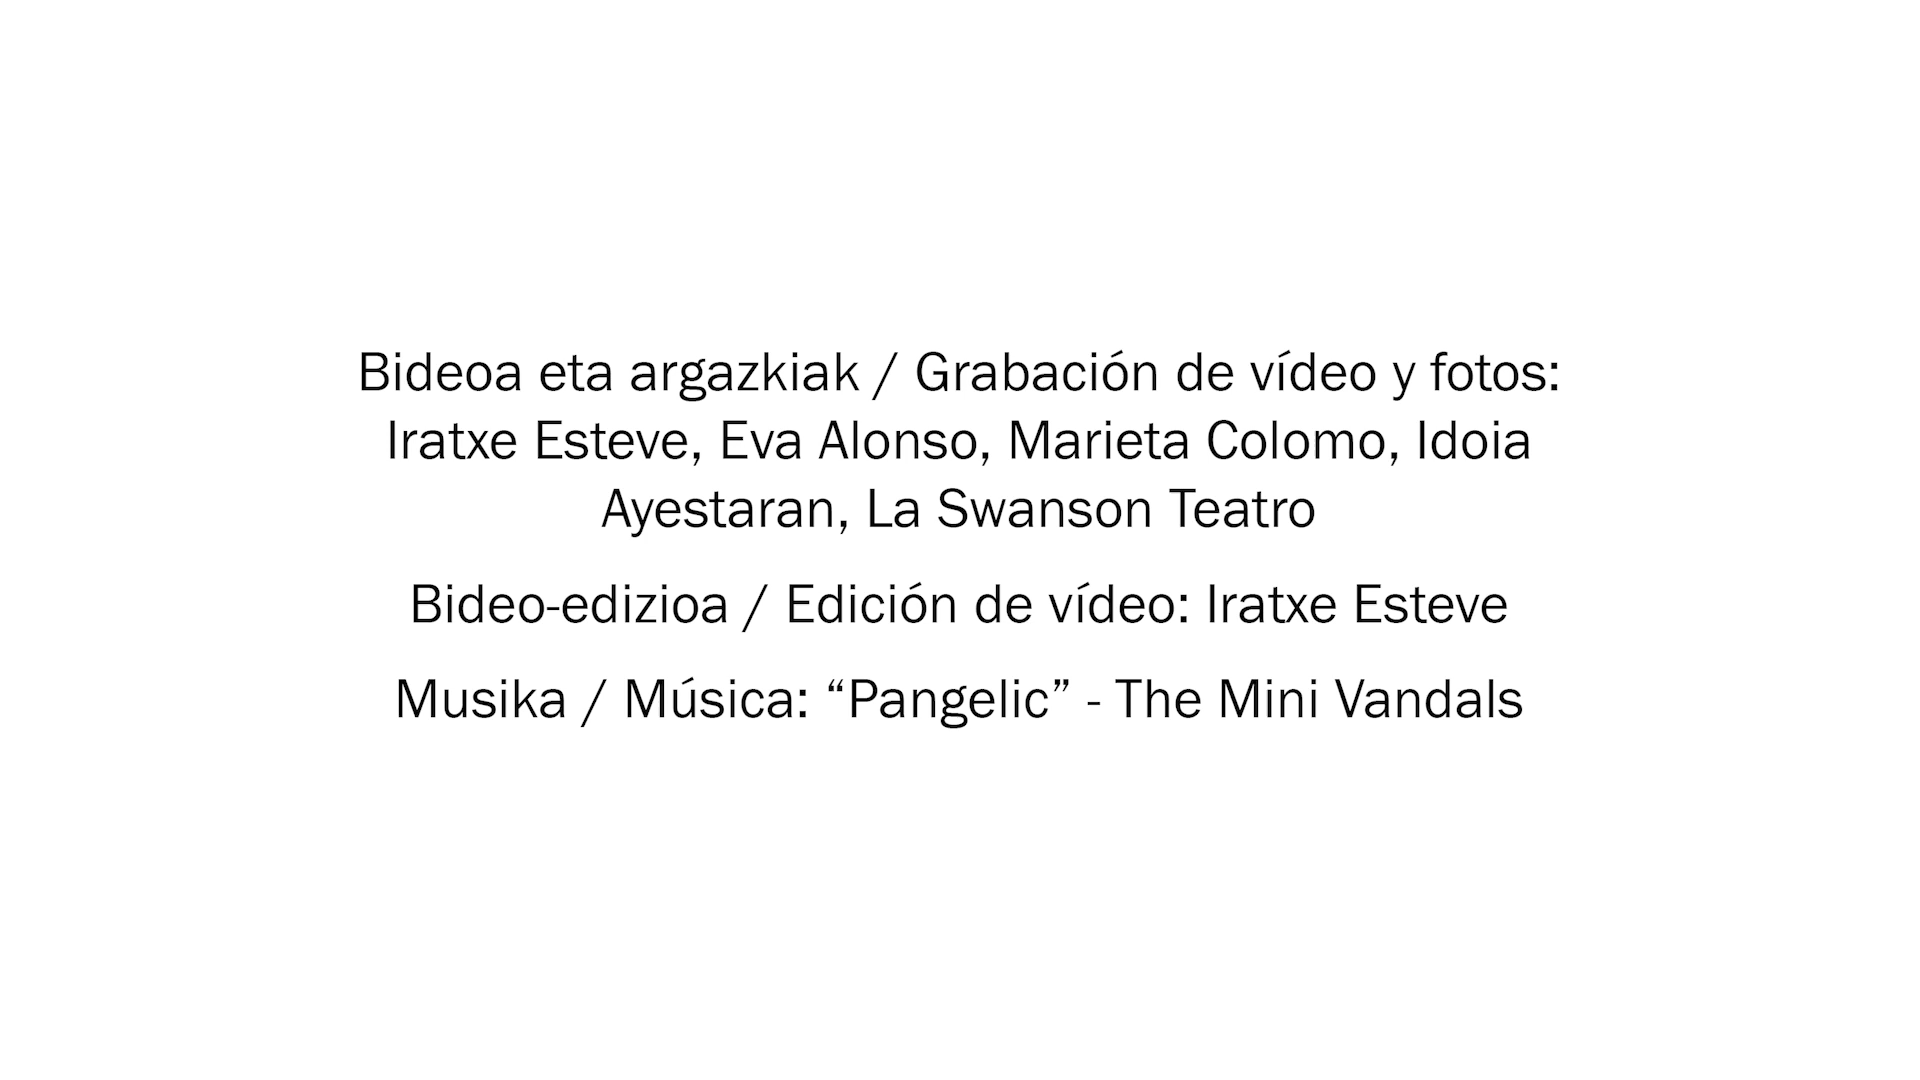 Bideoa eta argazkiak / Grabación de vídeo y fotos:
Iratxe Esteve, Eva Alonso, Marieta Colomo, Idoia
Ayestaran, La Swanson Teatro
Bideo-edizioa / Edición de vídeo: Iratxe Esteve
Musika / Música: “Pangelic” - The Mini Vandals